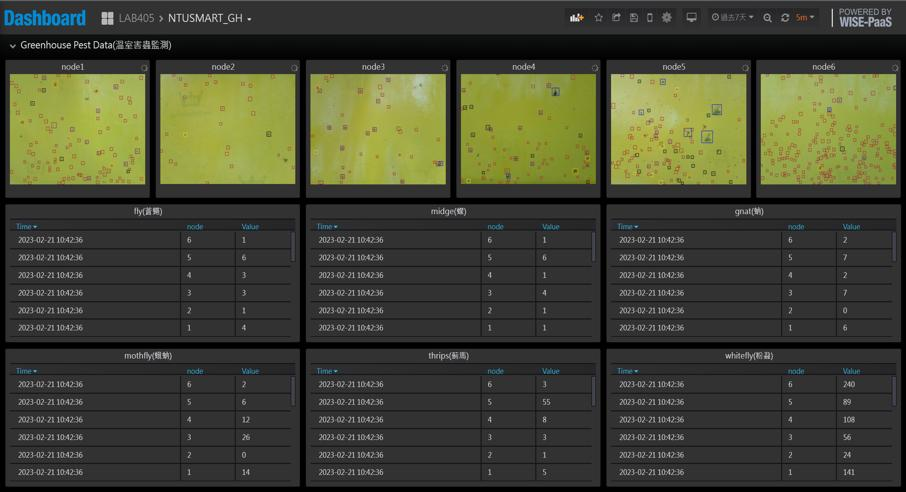 Dashboard LAB405 › NTUSMART_GH 過去7天 5m POWERED BY WISE-PaaS
Greenhouse Pest Data(溫室害蟲監測)
node1 node2 node3 node4 node5 node6
fly(蒼蠅) midge(蠓) gnat(蚋)
Time node Value Time node Value Time node Value
2023-02-21 10:42:36 6 1 2023-02-21 10:42:36 6 1 2023-02-21 10:42:36 6 2
2023-02-21 10:42:36 5 6 2023-02-21 10:42:36 5 6 2023-02-21 10:42:36 5 7
2023-02-21 10:42:36 4 3 2023-02-21 10:42:36 4 1 2023-02-21 10:42:36 4 2
2023-02-21 10:42:36 3 3 2023-02-21 10:42:36 3 4 2023-02-21 10:42:36 3 7
2023-02-21 10:42:36 2 1 2023-02-21 10:42:36 2 1 2023-02-21 10:42:36 2 0
2023-02-21 10:42:36 1 4 2023-02-21 10:42:36 1 1 2023-02-21 10:42:36 1 6
mothfly(蛾蚋) thrips(薊馬) whitefly(粉蝨)
Time node Value Time node Value Time node Value
2023-02-21 10:42:36 6 2 2023-02-21 10:42:36 6 3 2023-02-21 10:42:36 6 240
2023-02-21 10:42:36 5 6 2023-02-21 10:42:36 5 55 2023-02-21 10:42:36 5 89
2023-02-21 10:42:36 4 12 2023-02-21 10:42:36 4 8 2023-02-21 10:42:36 4 108
2023-02-21 10:42:36 3 26 2023-02-21 10:42:36 3 3 2023-02-21 10:42:36 3 56
2023-02-21 10:42:36 2 0 2023-02-21 10:42:36 2 1 2023-02-21 10:42:36 2 24
2023-02-21 10:42:36 1 14 2023-02-21 10:42:36 1 5 2023-02-21 10:42:36 1 141